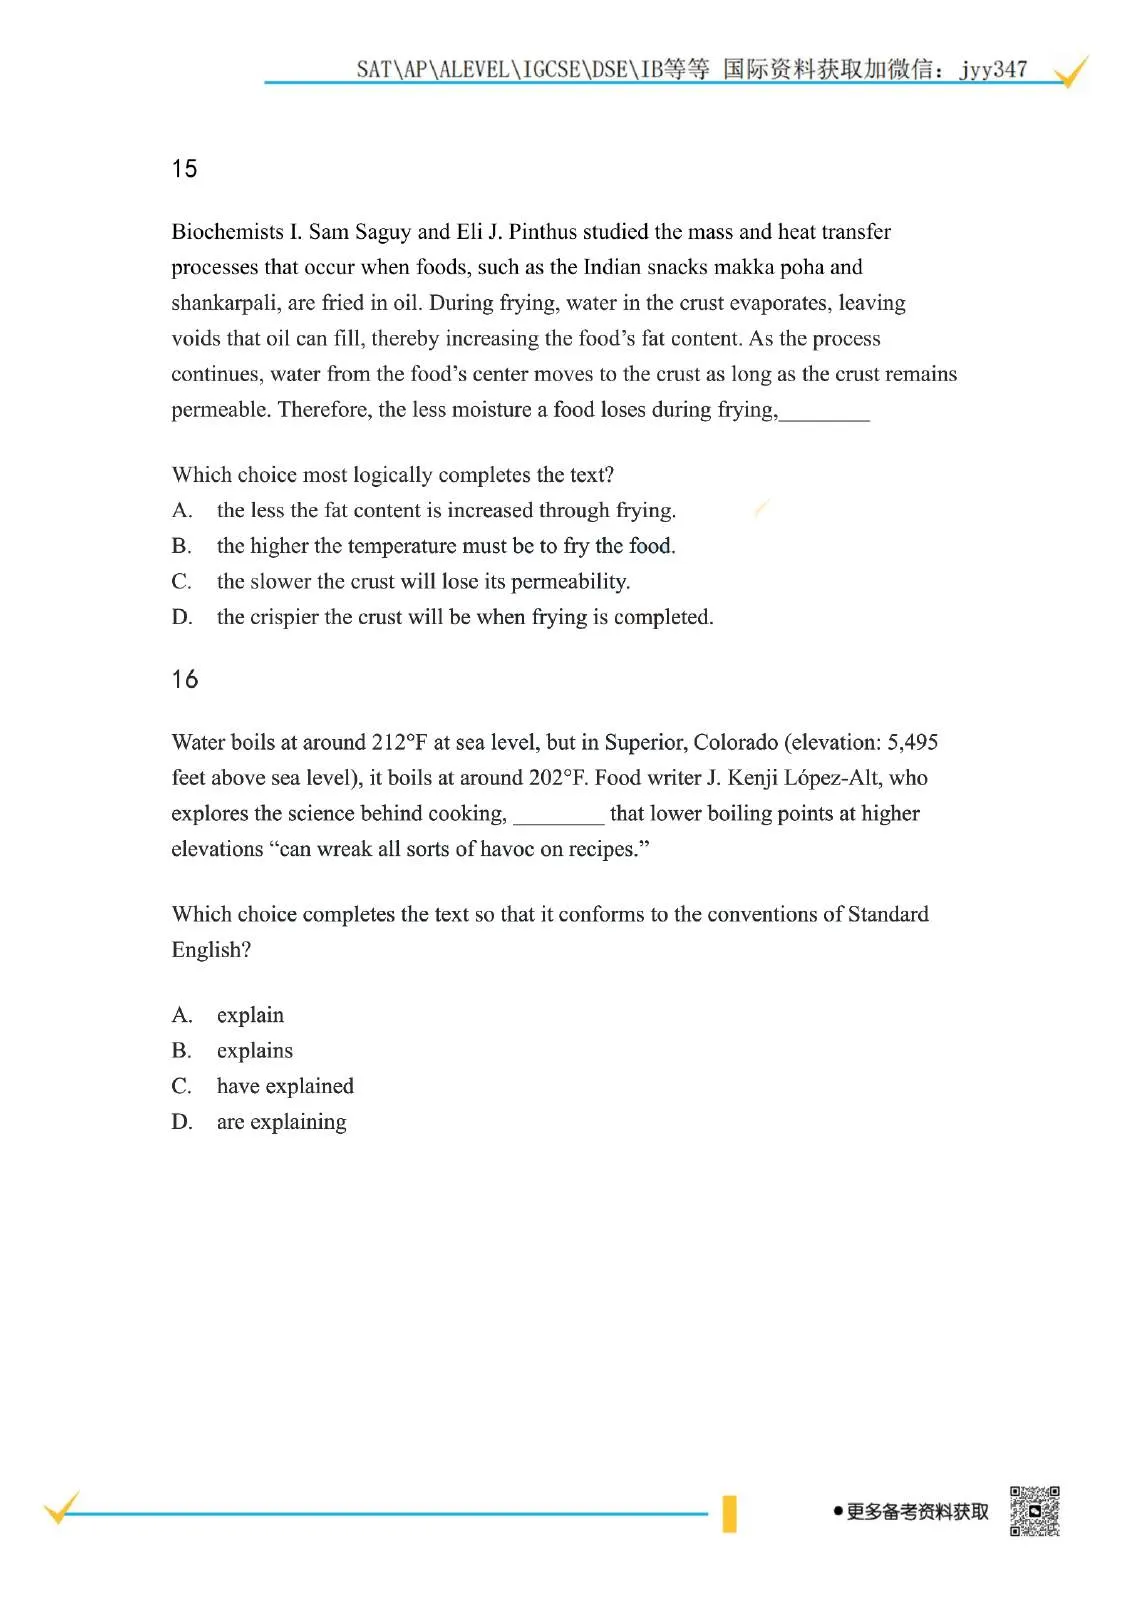 SAT\AP\ALEVEL\IGCSE\DSE\IB等等 国际资料获取加微信：jyy347
15
Biochemists I. Sam Saguy and Eli J. Pinthus studied the mass and heat transfer
processes that occur when foods, such as the Indian snacks makka poha and
shankarpali, are fried in oil. During frying, water in the crust evaporates, leaving
voids that oil can fill, thereby increasing the food’s fat content. As the process
continues, water from the food’s center moves to the crust as long as the crust remains
permeable. Therefore, the less moisture a food loses during frying,________
Which choice most logically completes the text?
A. the less the fat content is increased through frying.
B. the higher the temperature must be to fry the food.
C. the slower the crust will lose its permeability.
D. the crispier the crust will be when frying is completed.
16
Water boils at around 212°F at sea level, but in Superior, Colorado (elevation: 5,495
feet above sea level), it boils at around 202°F. Food writer J. Kenji López-Alt, who
explores the science behind cooking, ________ that lower boiling points at higher
elevations “can wreak all sorts of havoc on recipes.”
Which choice completes the text so that it conforms to the conventions of Standard
English?
A. explain
B. explains
C. have explained
D. are explaining
●更多备考资料获取